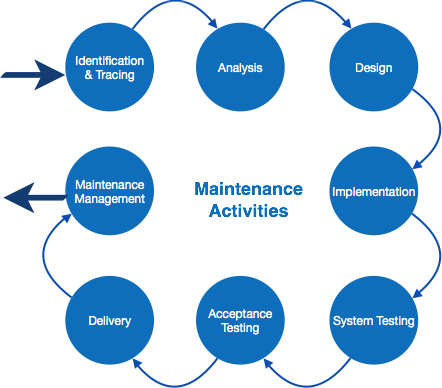 Identification
& Tracing
Analysis
Design
Maintenance
Management
Maintenance
Activities
Implementation
Delivery
Acceptance
Testing
System Testing